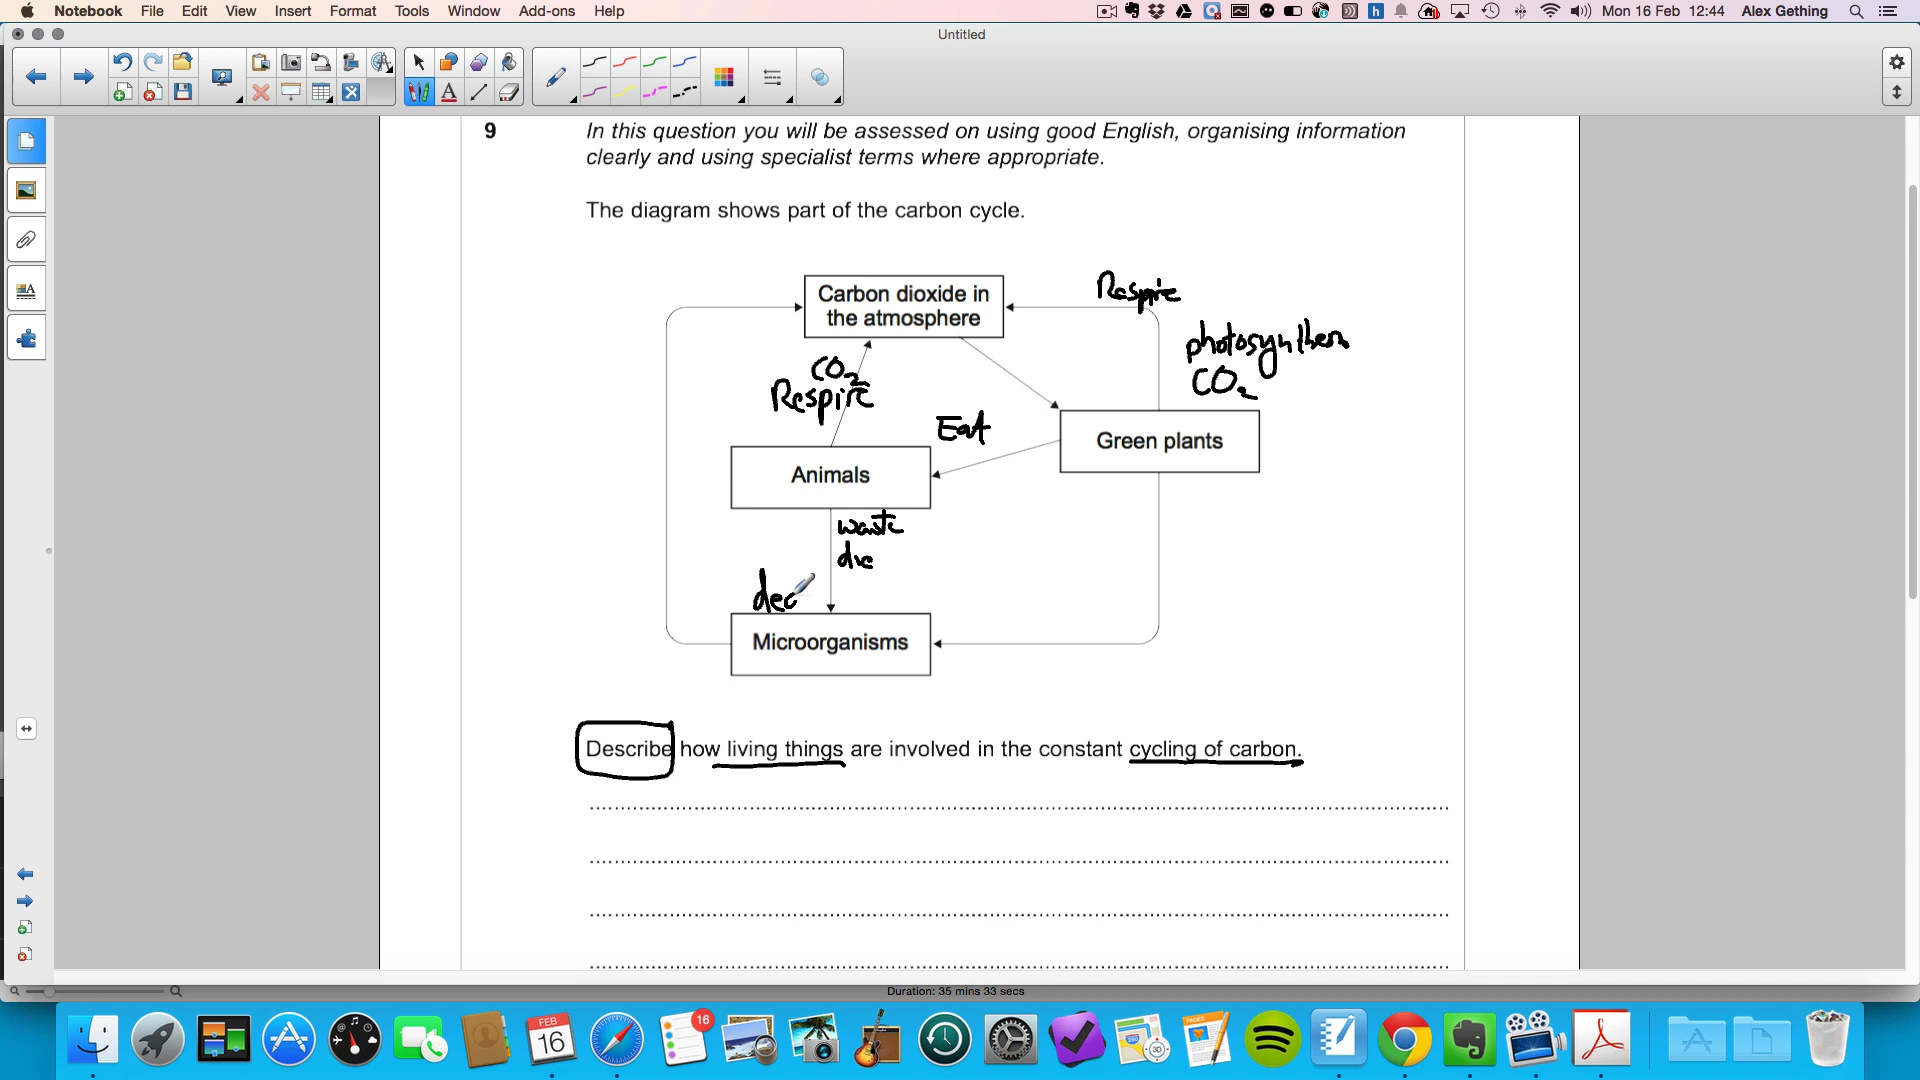 Notebook File Edit View Insert Format Tools Window Add-ons Help Mon 16 Feb 12:44 Alex Gething
Untitled
9 In this question you will be assessed on using good English, organising information
clearly and using specialist terms where appropriate.
The diagram shows part of the carbon cycle.
Respire
Carbon dioxide in
the atmosphere
photosynthesis
CO2
CO2
Respire
Eat
Green plants
Animals
waste
die
dec
Microorganisms
Describe how living things are involved in the constant cycling of carbon.
Duration: 35 mins 33 secs
FEB
16
16
3D